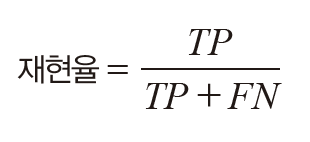 재현율 = TP / (TP + FN)